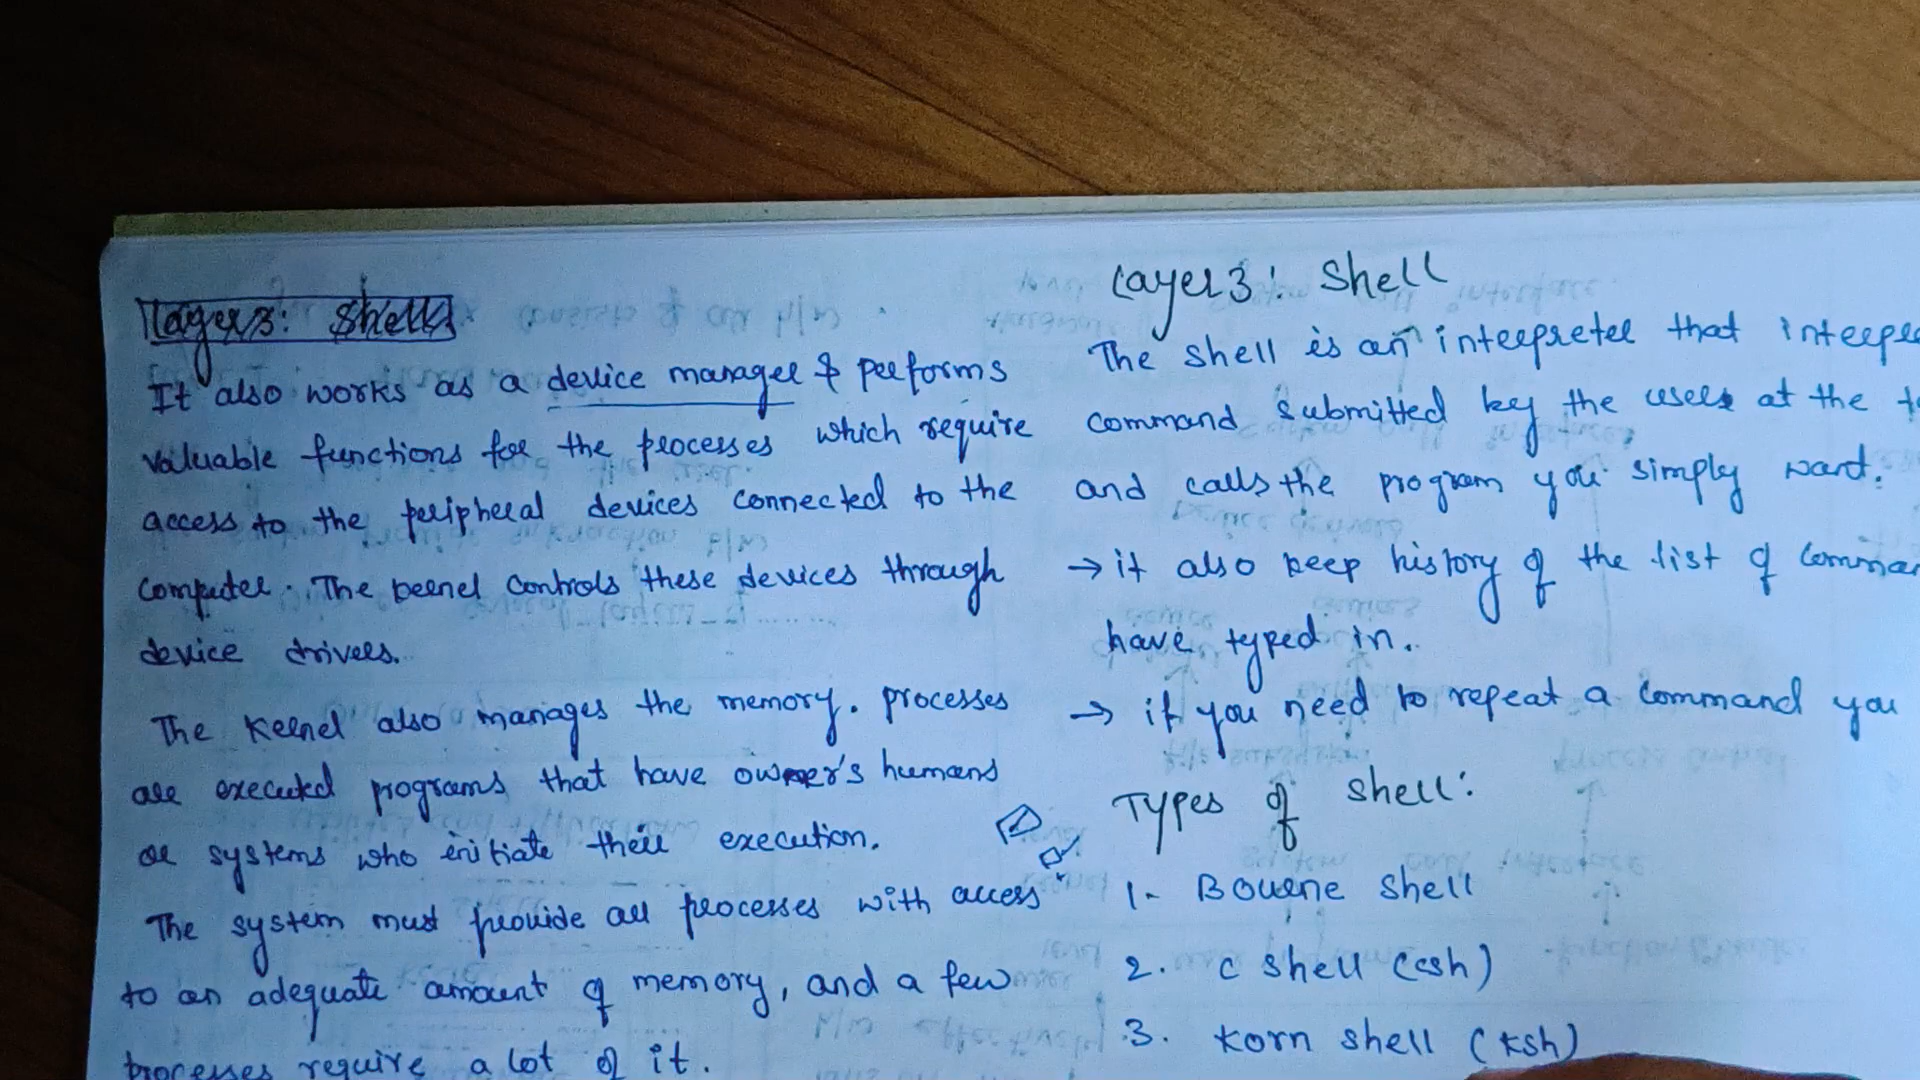 Layer 3: Shell
It also works as a device manager & performs
valuable functions for the processes which require
access to the peripheral devices connected to the
computer. The kernel controls these devices through
device drivers.
The Kernel also manages the memory. processes
are executed programs that have owner's humans
or systems who initiate their execution.
The system must provide all processes with access
to an adequate amount of memory, and a few
processes require a lot of it.
Layer 3: Shell
The shell is an interpreter that
command submitted by the users at the
and calls the program you simply want.
→ it also keep history of the list of
have typed in.
→ if you need to repeat a command you
Types of shell:
1- Bourne shell
2. C shell (csh)
3. Korn shell (ksh)